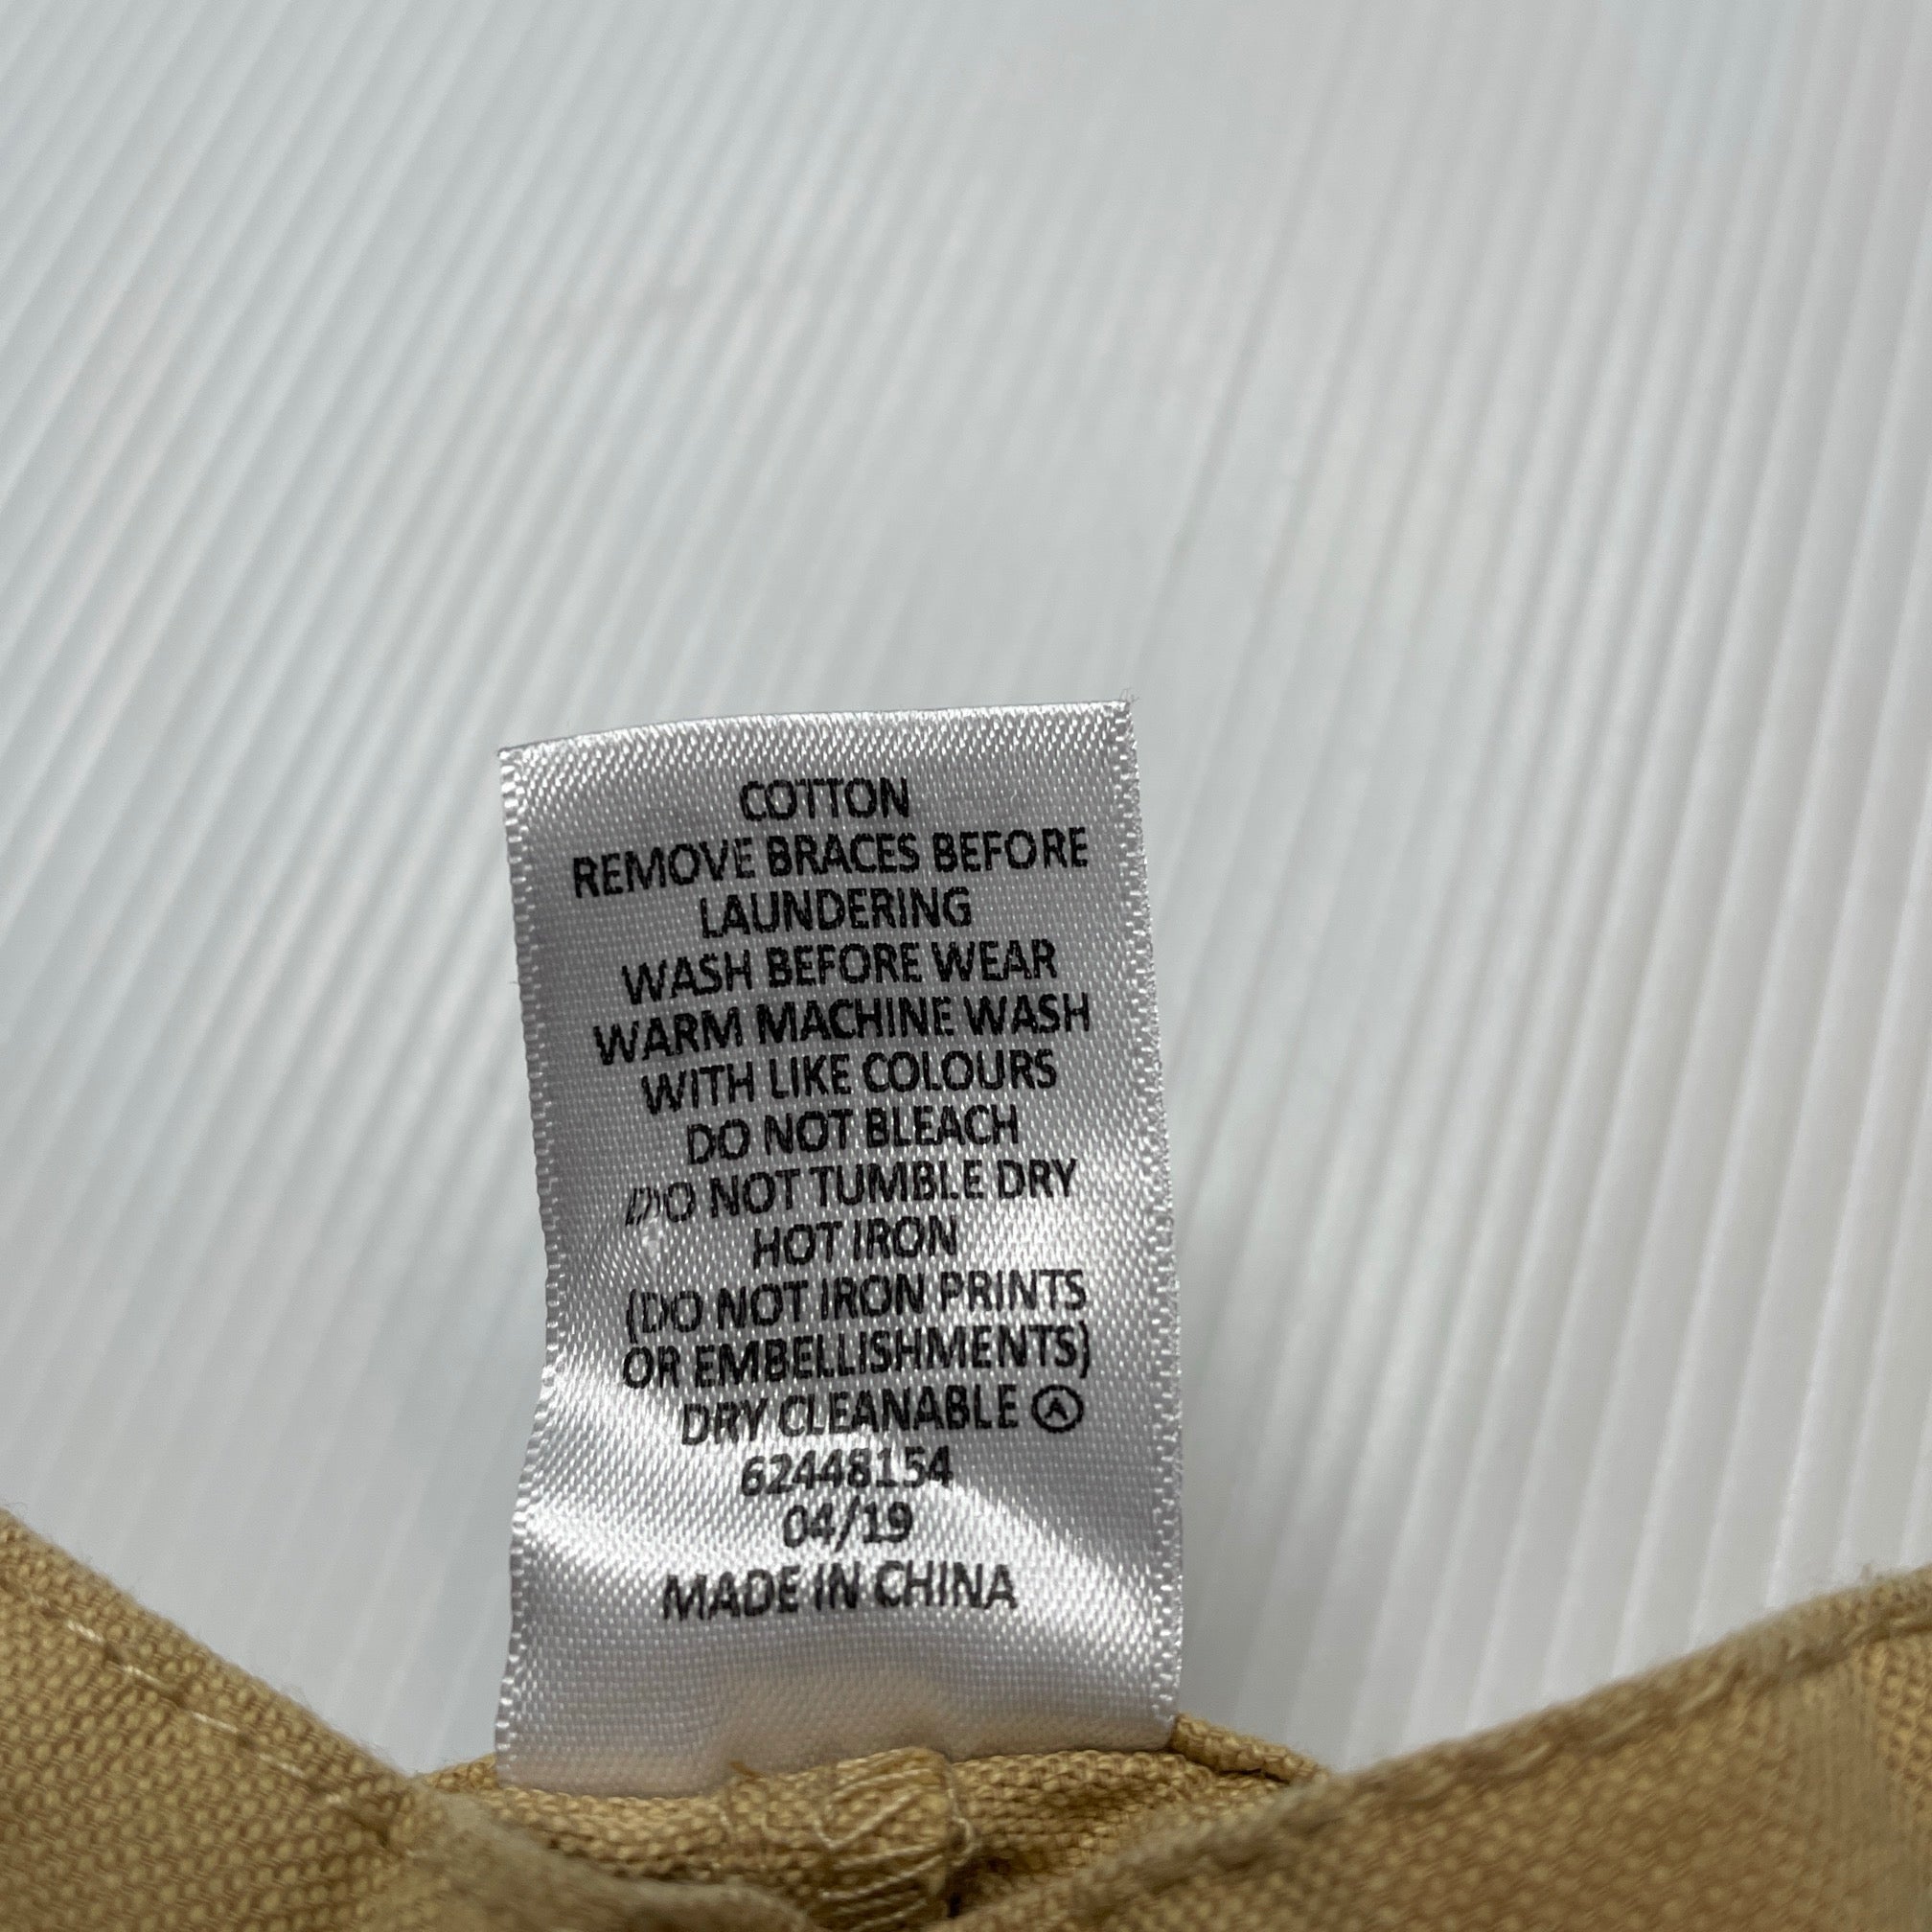 COTTON
REMOVE BRACES BEFORE
LAUNDERING
WASH BEFORE WEAR
WARM MACHINE WASH
WITH LIKE COLOURS
DO NOT BLEACH
DO NOT TUMBLE DRY
HOT IRON
(DO NOT IRON PRINTS
OR EMBELLISHMENTS)
DRY CLEANABLE Ⓐ
62448154
04/19
MADE IN CHINA